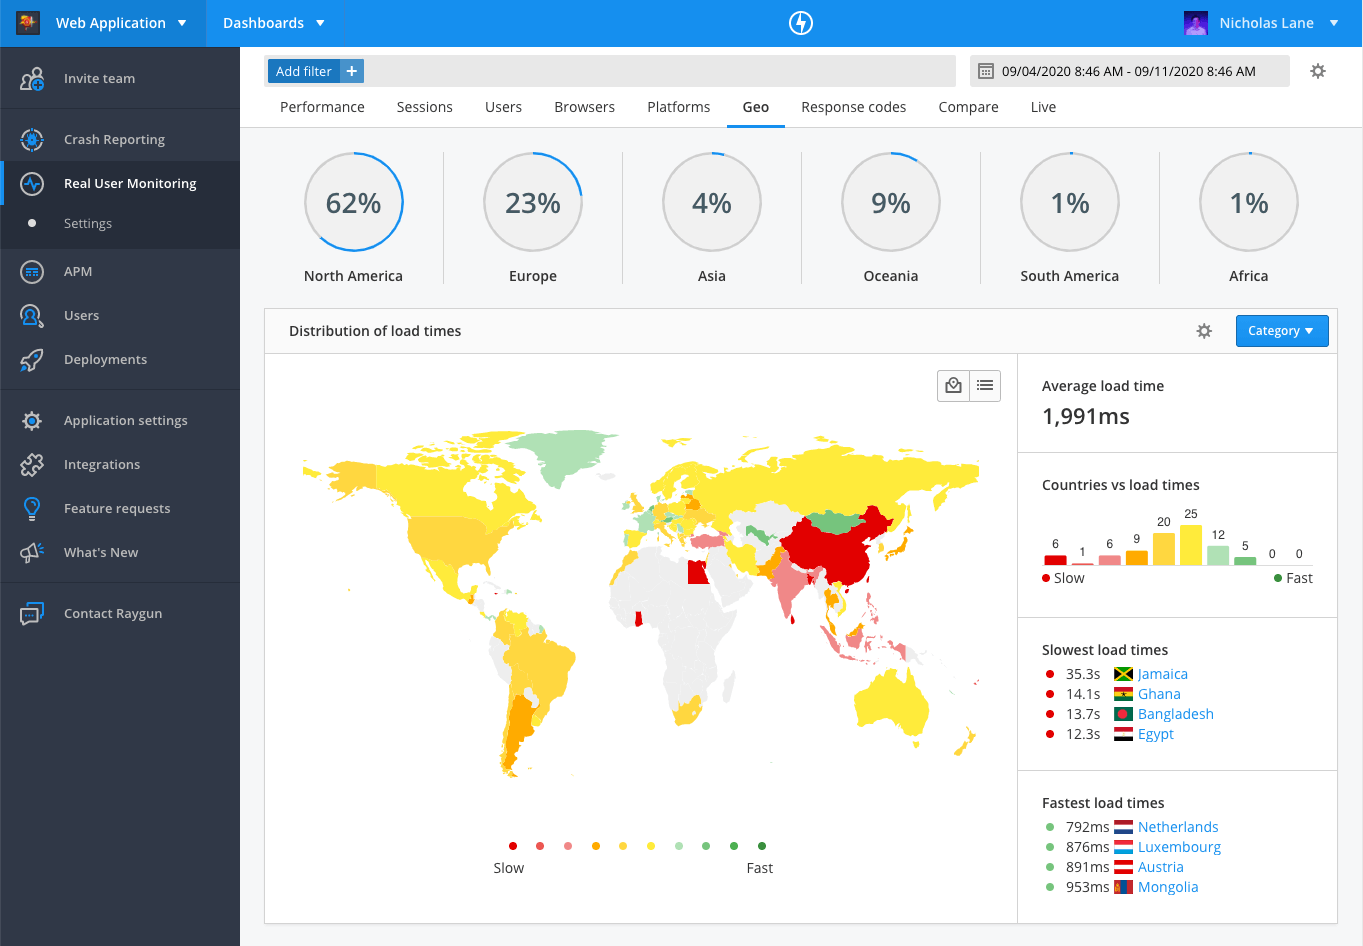 Web Application
Dashboards
Nicholas Lane
Invite team
Crash Reporting
Real User Monitoring
Settings
APM
Users
Deployments
Application settings
Integrations
Feature requests
What's New
Contact Raygun
Add filter +
09/04/2020 8:46 AM - 09/11/2020 8:46 AM
Performance Sessions Users Browsers Platforms Geo Response codes Compare Live
62% 23% 4% 9% 1% 1%
North America Europe Asia Oceania South America Africa
Distribution of load times
Category
Slow Fast
Average load time
1,991ms
Countries vs load times
6 1 6 9 20 25 12 5 0 0
Slow Fast
Slowest load times
35.3s Jamaica
14.1s Ghana
13.7s Bangladesh
12.3s Egypt
Fastest load times
792ms Netherlands
876ms Luxembourg
891ms Austria
953ms Mongolia